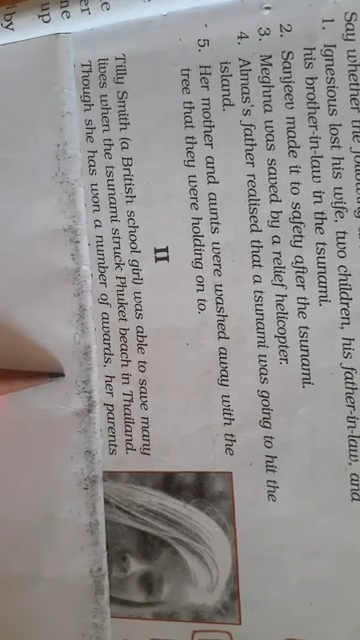 Say whether the
1. Ignesious lost his wife, two children, his father-in-law, and
his brother-in-law in the tsunami.
2. Sanjeev made it to safety after the tsunami.
3. Meghna was saved by a relief helicopter.
4. Almas's father realised that a tsunami was going to hit the
island.
5. Her mother and aunts were washed away with the
tree that they were holding on to.
II
Tilly Smith (a British school girl) was able to save many
lives when the tsunami struck Phuket beach in Thailand.
Though she has won a number of awards, her parents
e
er
ne
up
by